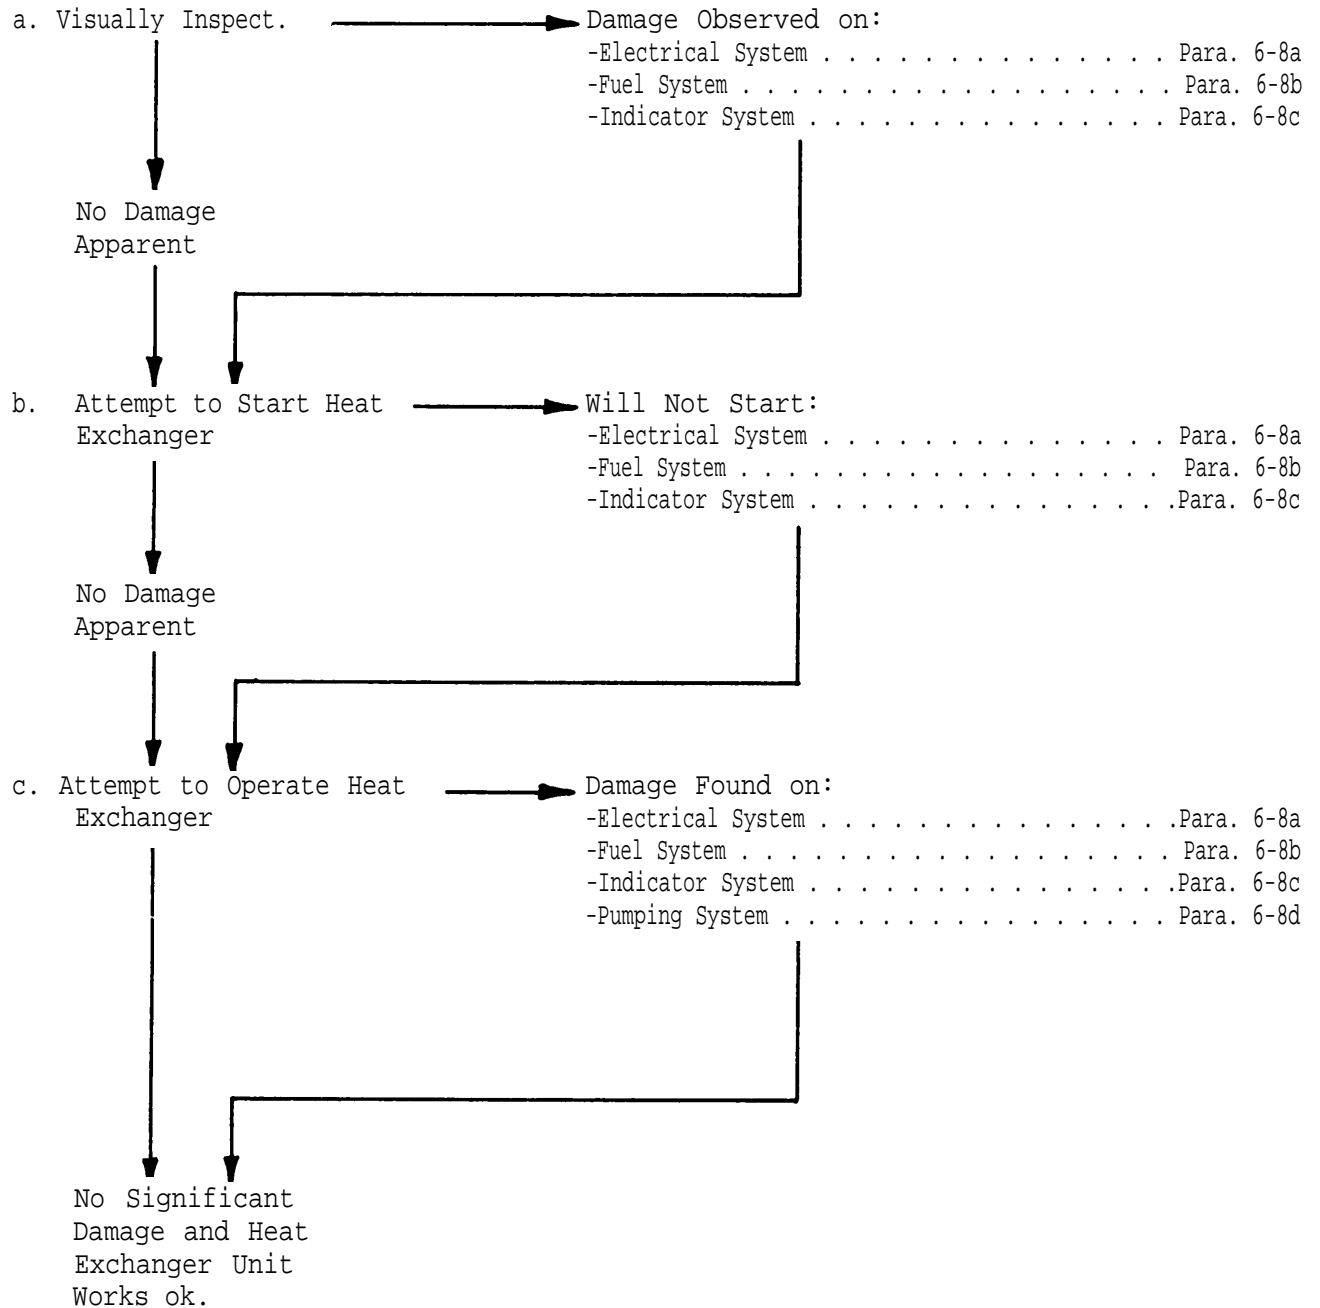 a. Visually Inspect.
Damage Observed on:
-Electrical System . . . . . . . . . . . . . . Para. 6-8a
-Fuel System . . . . . . . . . . . . . . . . . . Para. 6-8b
-Indicator System . . . . . . . . . . . . . . . Para. 6-8c
No Damage
Apparent
b. Attempt to Start Heat
Exchanger
Will Not Start:
-Electrical System . . . . . . . . . . . . . . Para. 6-8a
-Fuel System . . . . . . . . . . . . . . . . . . Para. 6-8b
-Indicator System . . . . . . . . . . . . . . .Para. 6-8c
No Damage
Apparent
c. Attempt to Operate Heat
Exchanger
Damage Found on:
-Electrical System . . . . . . . . . . . . . . .Para. 6-8a
-Fuel System . . . . . . . . . . . . . . . . . . Para. 6-8b
-Indicator System . . . . . . . . . . . . . . .Para. 6-8c
-Pumping System . . . . . . . . . . . . . . . . Para. 6-8d
No Significant
Damage and Heat
Exchanger Unit
Works ok.